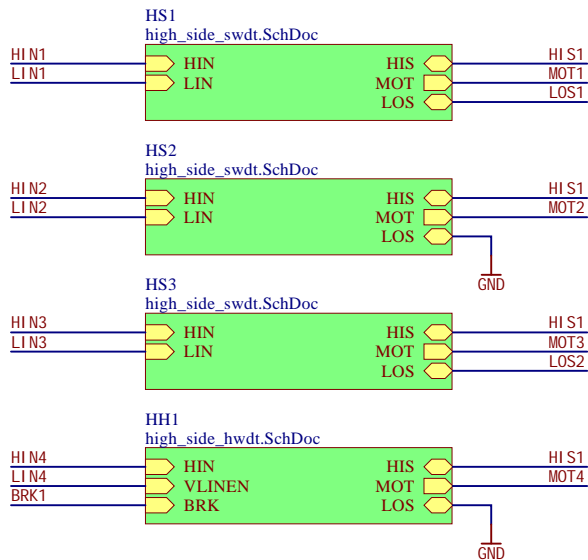 HS1
high_side_swdt.SchDoc
HIN1 HIN HIS HIS1
LIN1 LIN MOT MOT1
LOS LOS1
HS2
high_side_swdt.SchDoc
HIN2 HIN HIS HIS1
LIN2 LIN MOT MOT2
LOS
GND
HS3
high_side_swdt.SchDoc
HIN3 HIN HIS HIS1
LIN3 LIN MOT MOT3
LOS LOS2
HH1
high_side_hwdt.SchDoc
HIN4 HIN HIS HIS1
LIN4 VLINEN MOT MOT4
BRK1 BRK LOS
GND